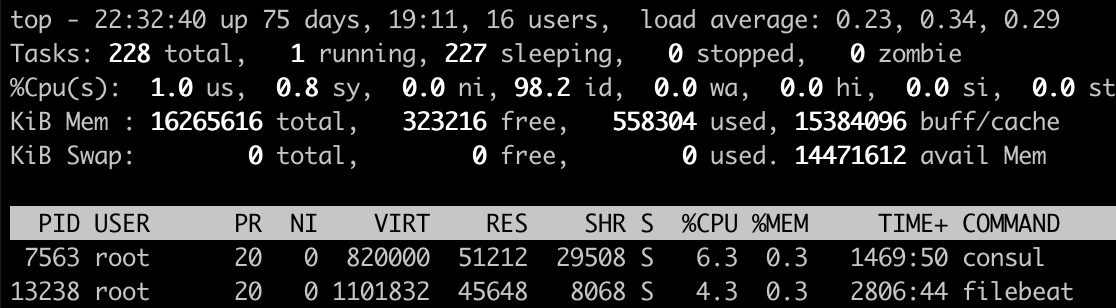 top - 22:32:40 up 75 days, 19:11, 16 users,  load average: 0.23, 0.34, 0.29
Tasks: 228 total,   1 running, 227 sleeping,   0 stopped,   0 zombie
%Cpu(s):  1.0 us,  0.8 sy,  0.0 ni, 98.2 id,  0.0 wa,  0.0 hi,  0.0 si,  0.0 st
KiB Mem : 16265616 total,   323216 free,   558304 used, 15384096 buff/cache
KiB Swap:        0 total,        0 free,        0 used. 14471612 avail Mem
  PID USER      PR  NI    VIRT    RES    SHR S  %CPU %MEM     TIME+ COMMAND
 7563 root      20   0  820000  51212  29508 S   6.3  0.3   1469:50 consul
13238 root      20   0 1101832  45648   8068 S   4.3  0.3   2806:44 filebeat